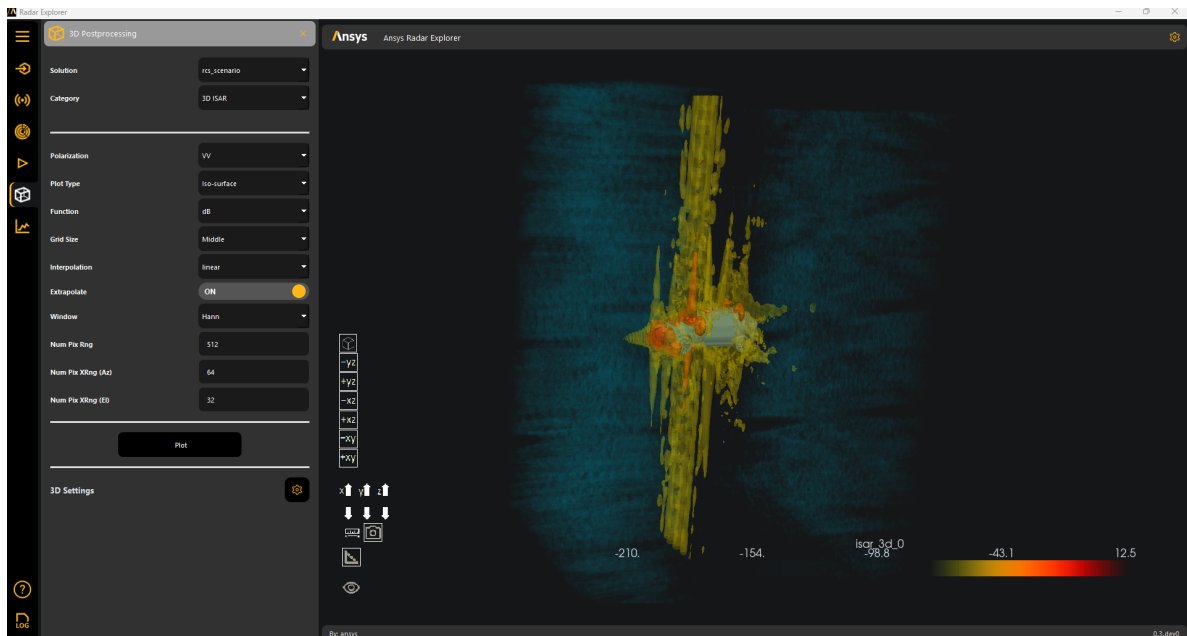 Radar Explorer
3D Postprocessing
Ansys
Ansys Radar Explorer
Solution
rcs_scenario
Category
3D ISAR
Polarization
VV
Plot Type
Iso-surface
Function
dB
Grid Size
Middle
Interpolation
linear
Extrapolate
ON
Window
Hann
Num Pix Rng
512
Num Pix XRng (Az)
64
Num Pix XRng (El)
32
Plot
3D Settings
-yz
+yz
-xz
+xz
-xy
+xy
x y z
isar_3d_0
-210. -154. -98.8 -43.1 12.5
LOG
By: ansys
0.3.dev0